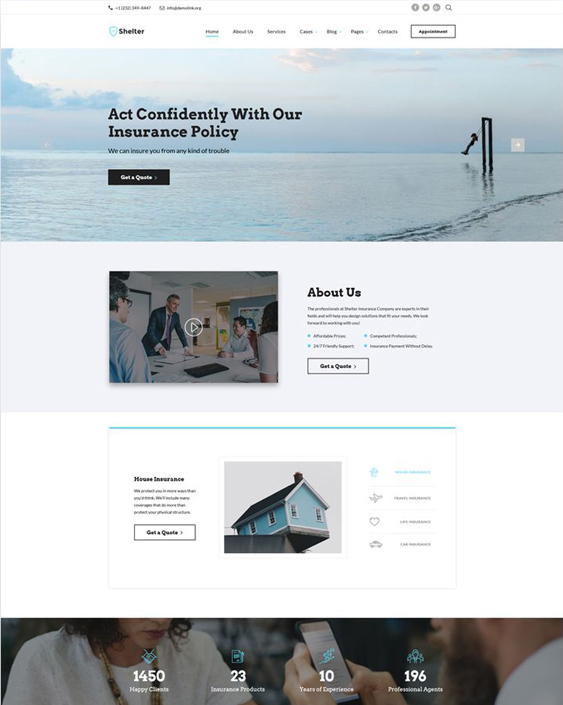 +1 (232) 349-8447 info@demolink.org
Shelter
Home About Us Services Cases Blog Pages Contacts Appointment
Act Confidently With Our
Insurance Policy
We can insure you from any kind of trouble
Get a Quote
About Us
The professionals at Shelter Insurance Company are experts in their
fields and will help you design solutions that fit your needs. We look
forward to working with you!
Affordable Prices; Competent Professionals;
24/7 Friendly Support; Insurance Payment Without Delay.
Get a Quote
House Insurance
We protect you in more ways than
you'd think. We'll include many
coverages that do more than
protect your physical structure.
Get a Quote
HOUSE INSURANCE
TRAVEL INSURANCE
LIFE INSURANCE
CAR INSURANCE
1450 23 10 196
Happy Clients Insurance Products Years of Experience Professional Agents